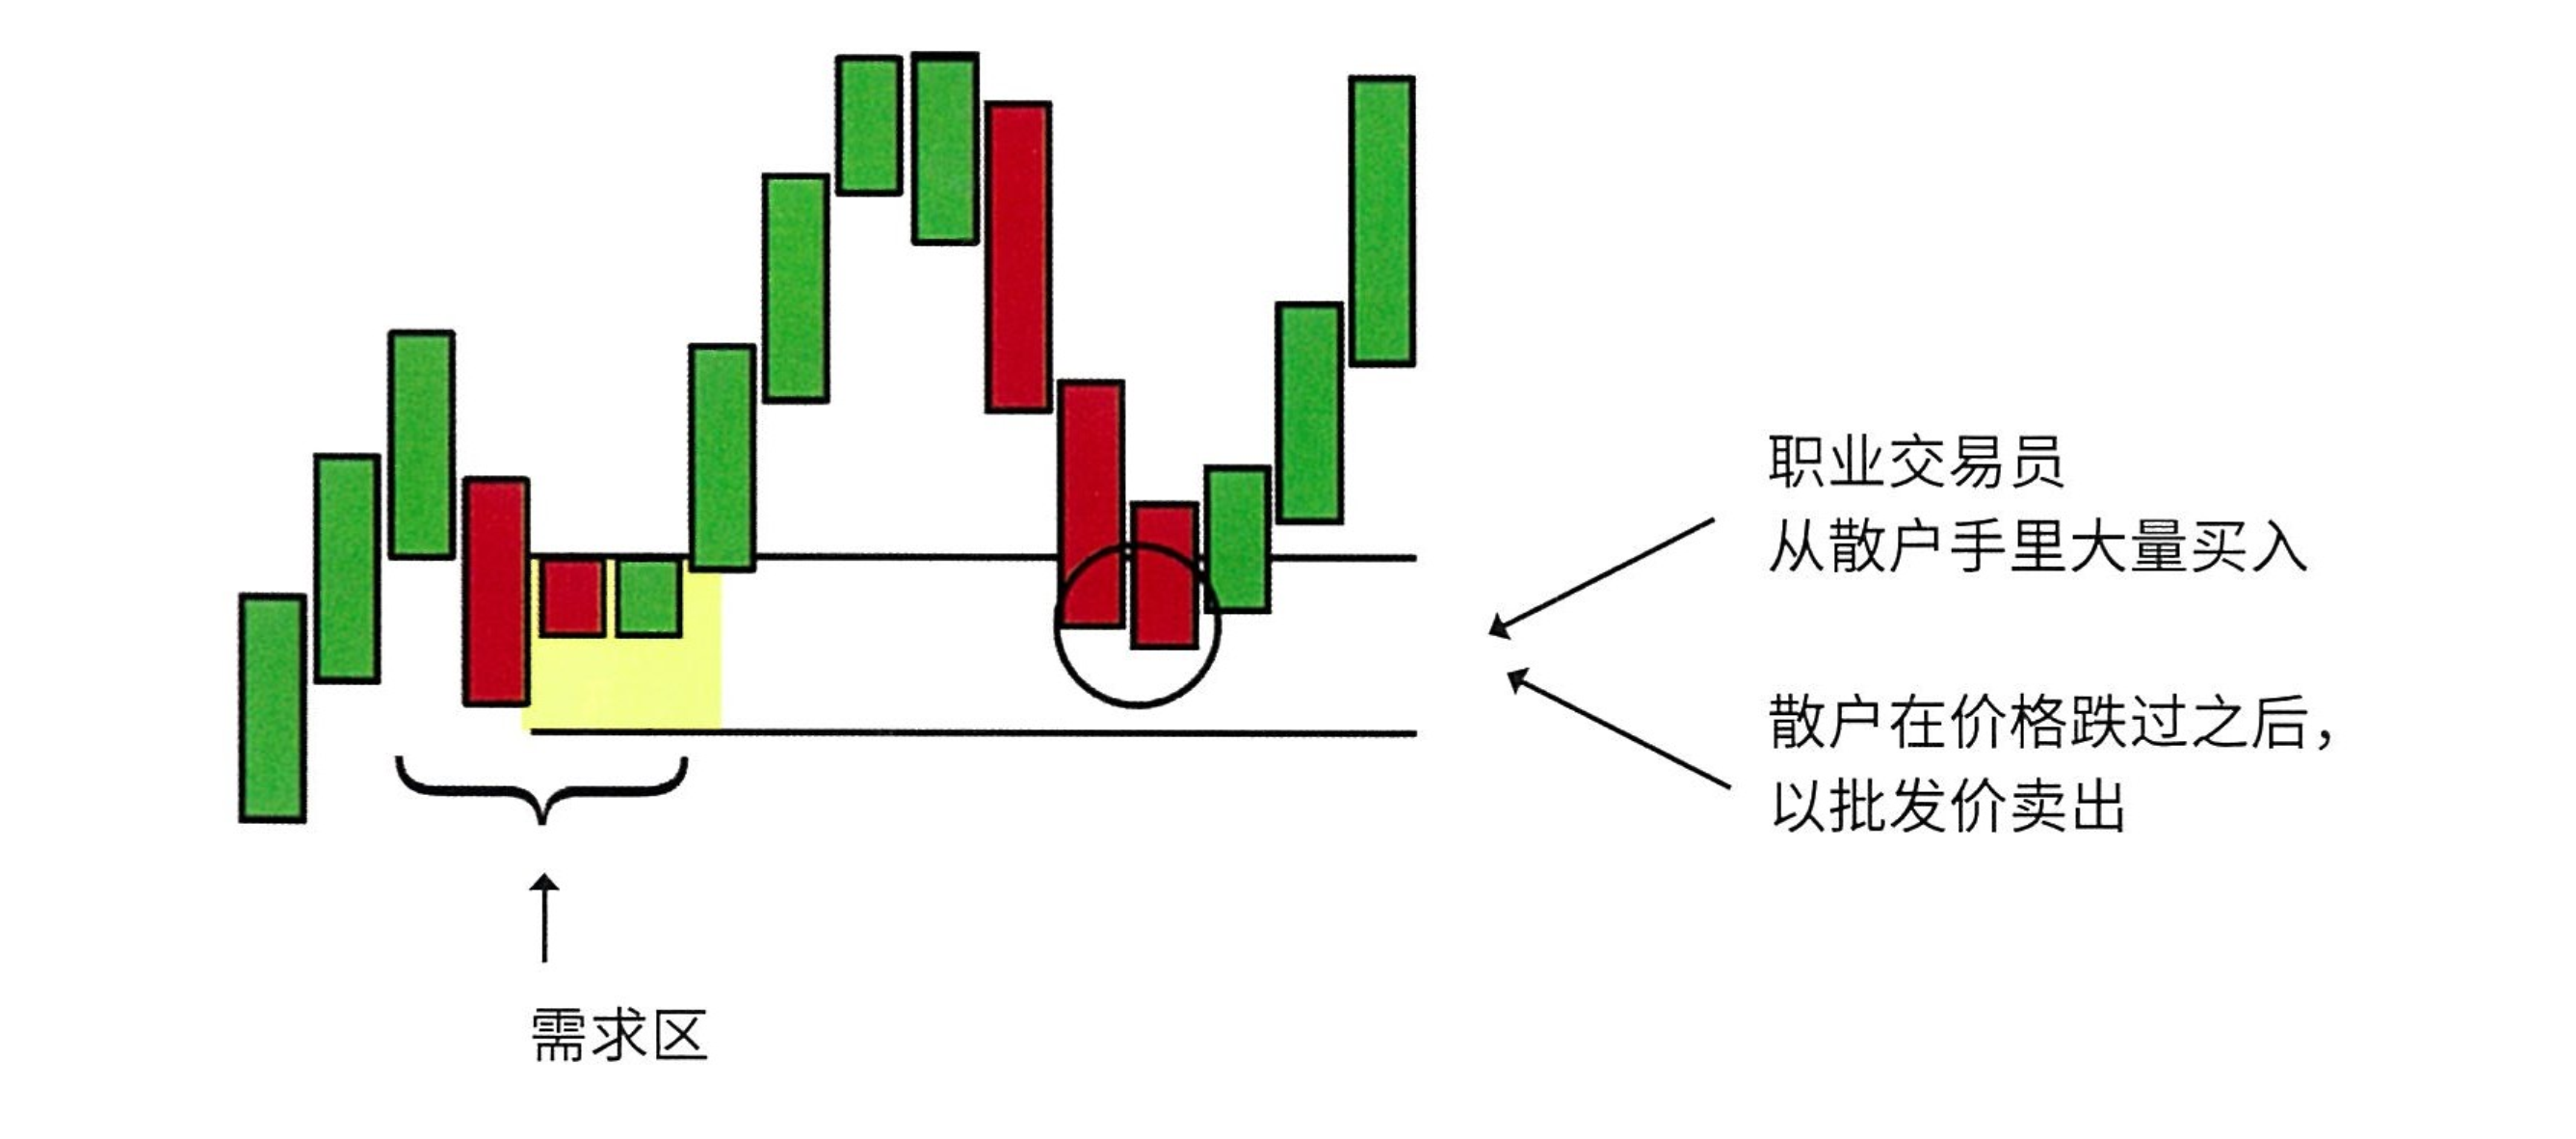 职业交易员
从散户手里大量买入
散户在价格跌过之后，
以批发价卖出
需求区